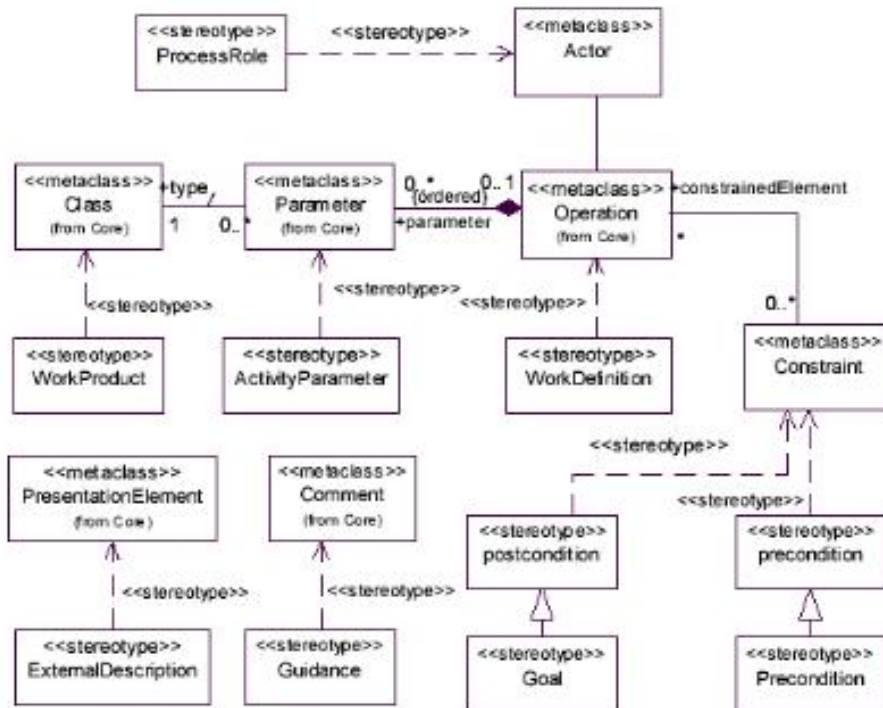 <<stereotype>>
ProcessRole
<<stereotype>>
<<metaclass>>
Actor
<<metaclass>>
Class
(from Core)
+type
1
0..*
<<metaclass>>
Parameter
(from Core)
0..*
{ordered}
0..1
+parameter
<<metaclass>>
Operation
(from Core)
+constrainedElement
*
0..*
<<stereotype>>
<<stereotype>>
<<stereotype>>
<<stereotype>>
WorkProduct
<<stereotype>>
ActivityParameter
<<stereotype>>
WorkDefinition
<<metaclass>>
Constraint
<<metaclass>>
PresentationElement
(from Core)
<<metaclass>>
Comment
(from Core)
<<stereotype>>
<<stereotype>>
<<stereotype>>
postcondition
<<stereotype>>
precondition
<<stereotype>>
<<stereotype>>
<<stereotype>>
ExternalDescription
<<stereotype>>
Guidance
<<stereotype>>
Goal
<<stereotype>>
Precondition